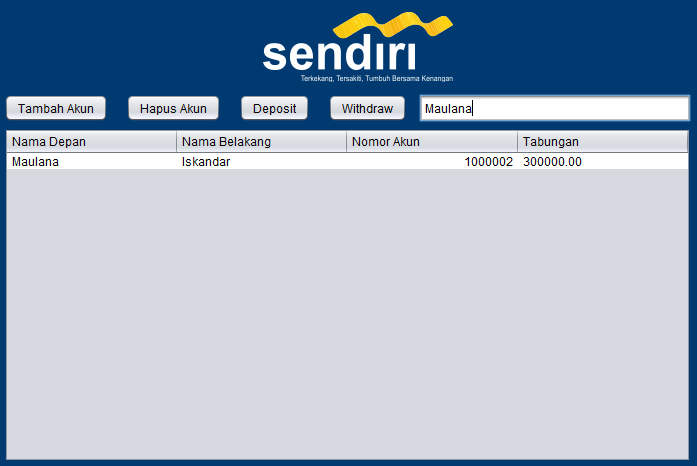 sendiri
Terkekang, Tersakiti, Tumbuh Bersama Kenangan
Tambah Akun Hapus Akun Deposit Withdraw Maulana
Nama Depan Nama Belakang Nomor Akun Tabungan
Maulana Iskandar 1000002 300000.00